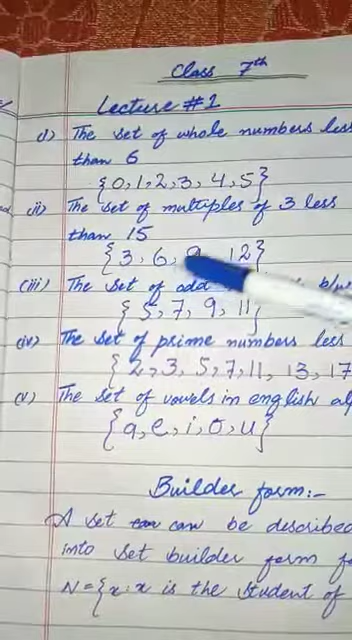 Class 7th
Lecture #1
(i) The set of whole numbers less
than 6
{0,1,2,3,4,5}
(ii) The set of multiples of 3 less
than 15
{3, 6, 9, 12}
(iii) The set of odd b/w
{5, 7, 9, 11}
(iv) The set of prime numbers less
{2, 3, 5, 7, 11, 13, 17
(v) The set of vowels in english al
{a, e, i, o, u}
Builder form:-
A set can be described
into set builder form
N={x:x is the student of